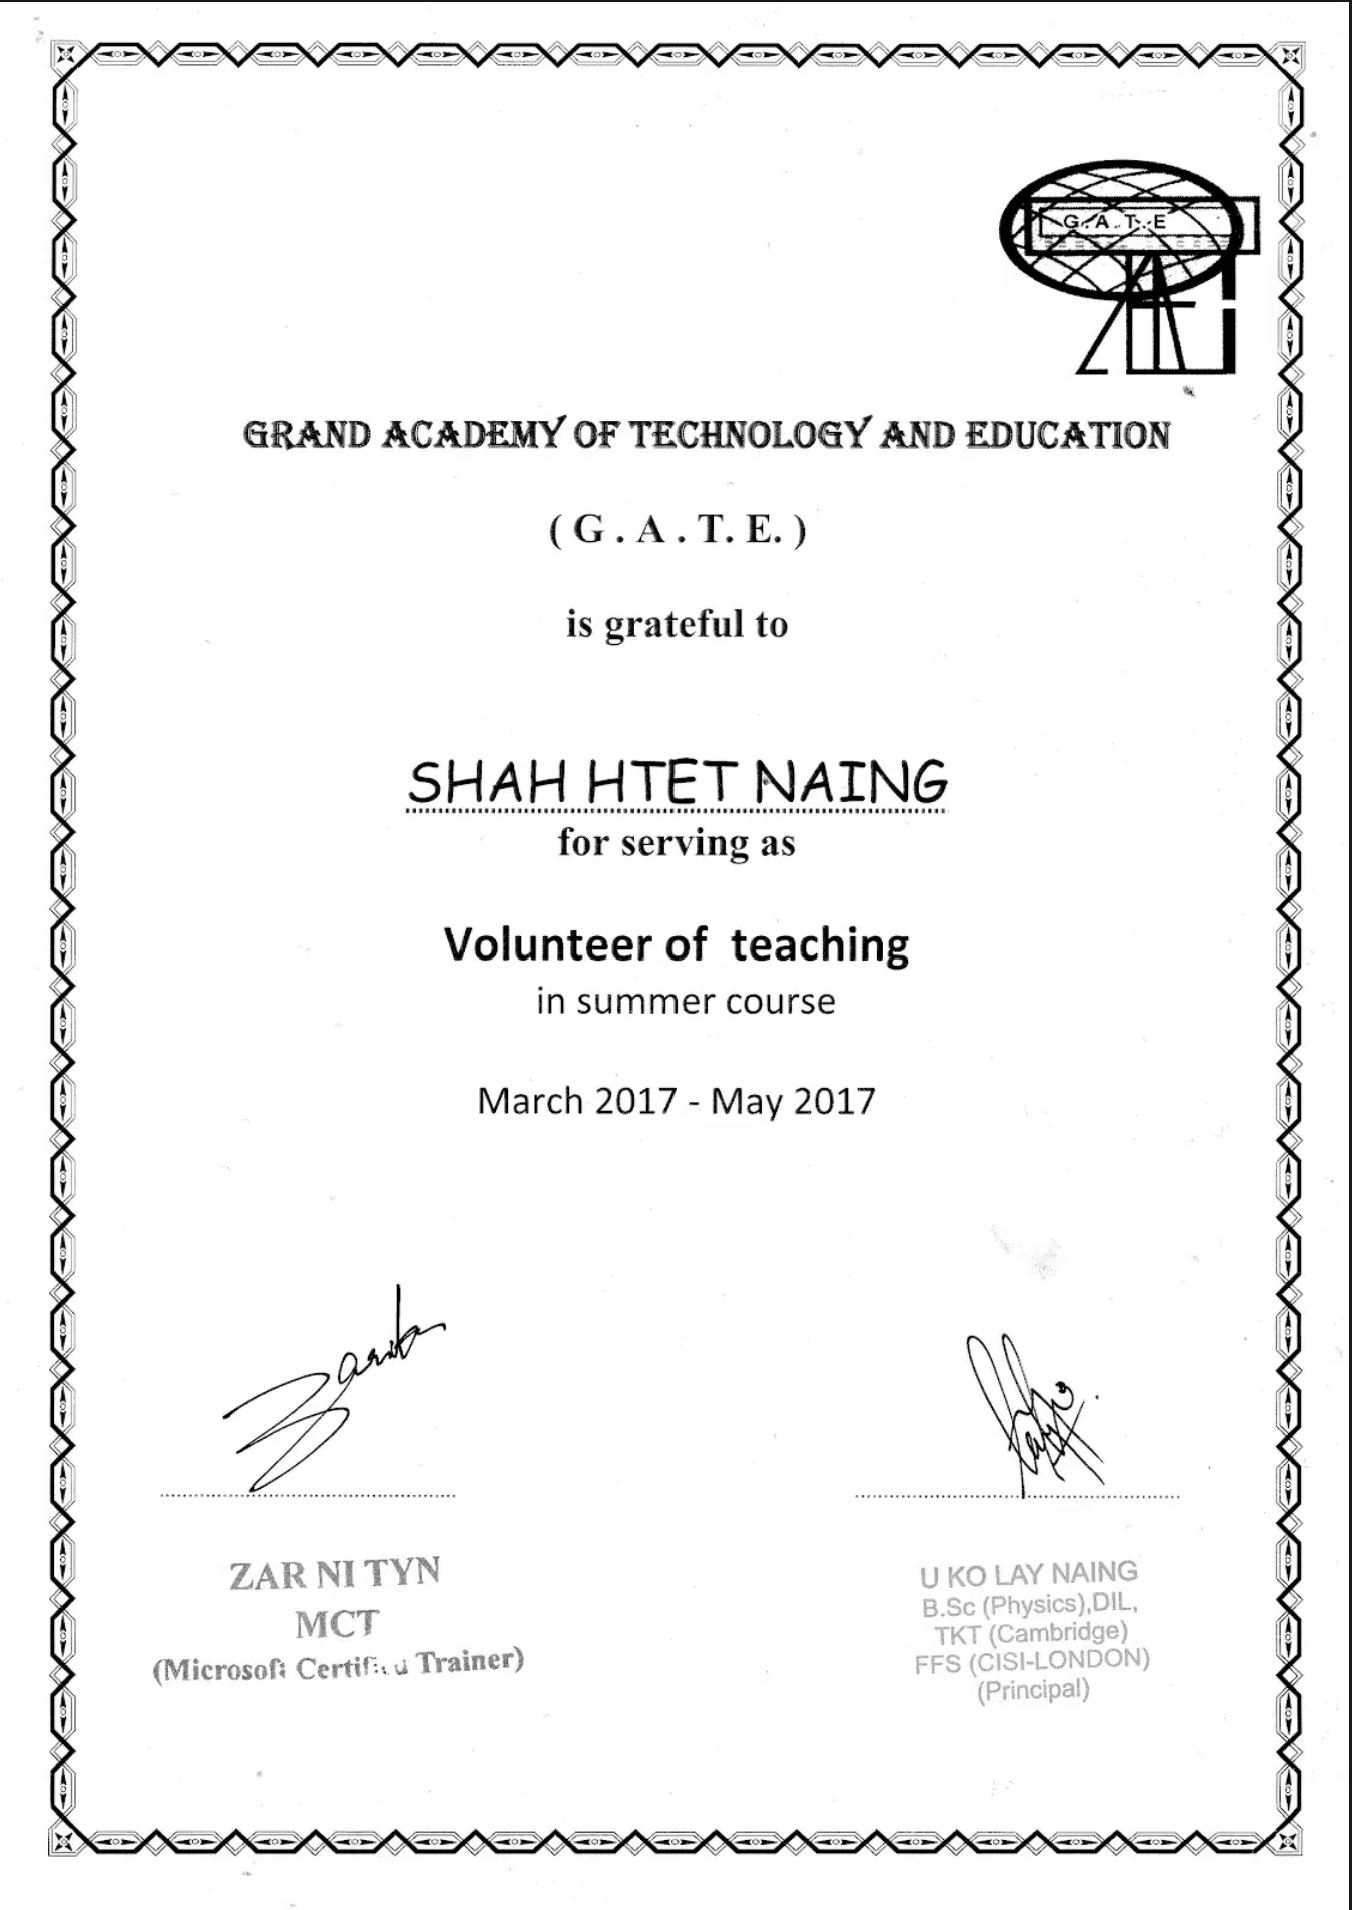 G.A.T.E
GRAND ACADEMY OF TECHNOLOGY AND EDUCATION
( G . A . T. E. )
is grateful to
SHAH HTET NAING
for serving as
Volunteer of teaching
in summer course
March 2017 - May 2017
ZAR NI TYN
MCT
(Microsoft Certified Trainer)
U KO LAY NAING
B.Sc (Physics),DIL,
TKT (Cambridge)
FFS (CISI-LONDON)
(Principal)